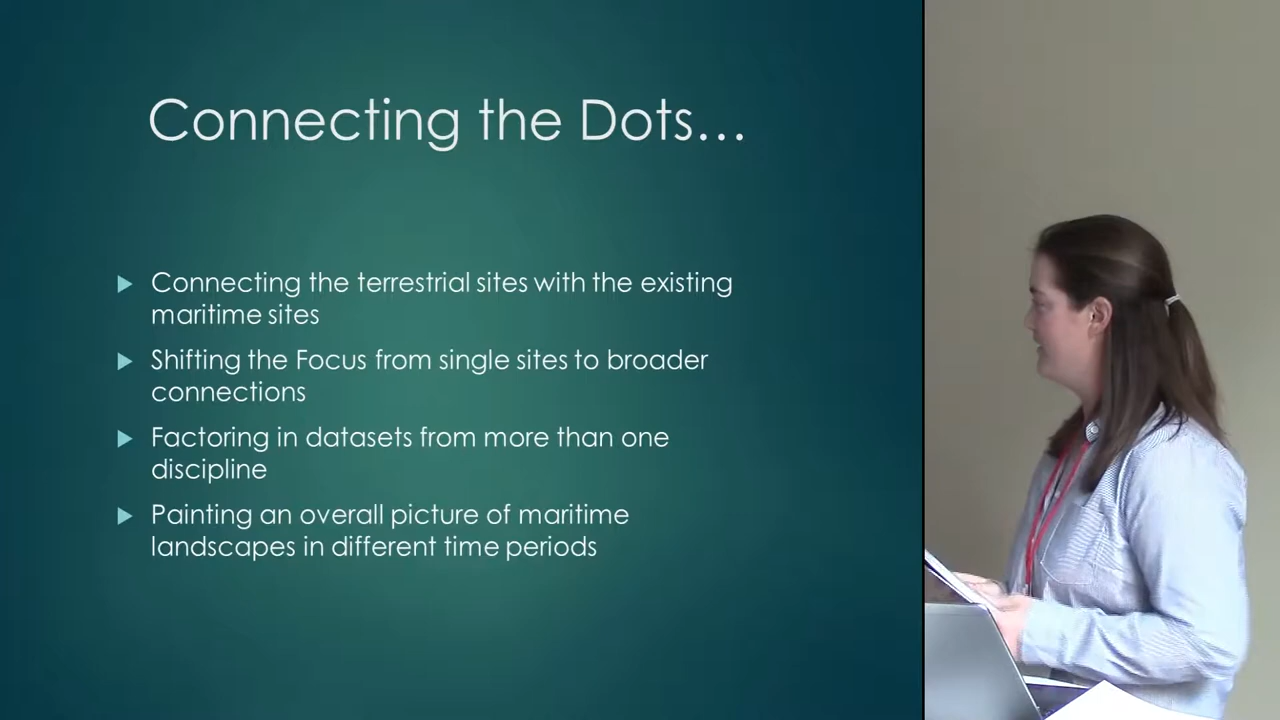 Connecting the Dots...
Connecting the terrestrial sites with the existing
maritime sites
Shifting the Focus from single sites to broader
connections
Factoring in datasets from more than one
discipline
Painting an overall picture of maritime
landscapes in different time periods